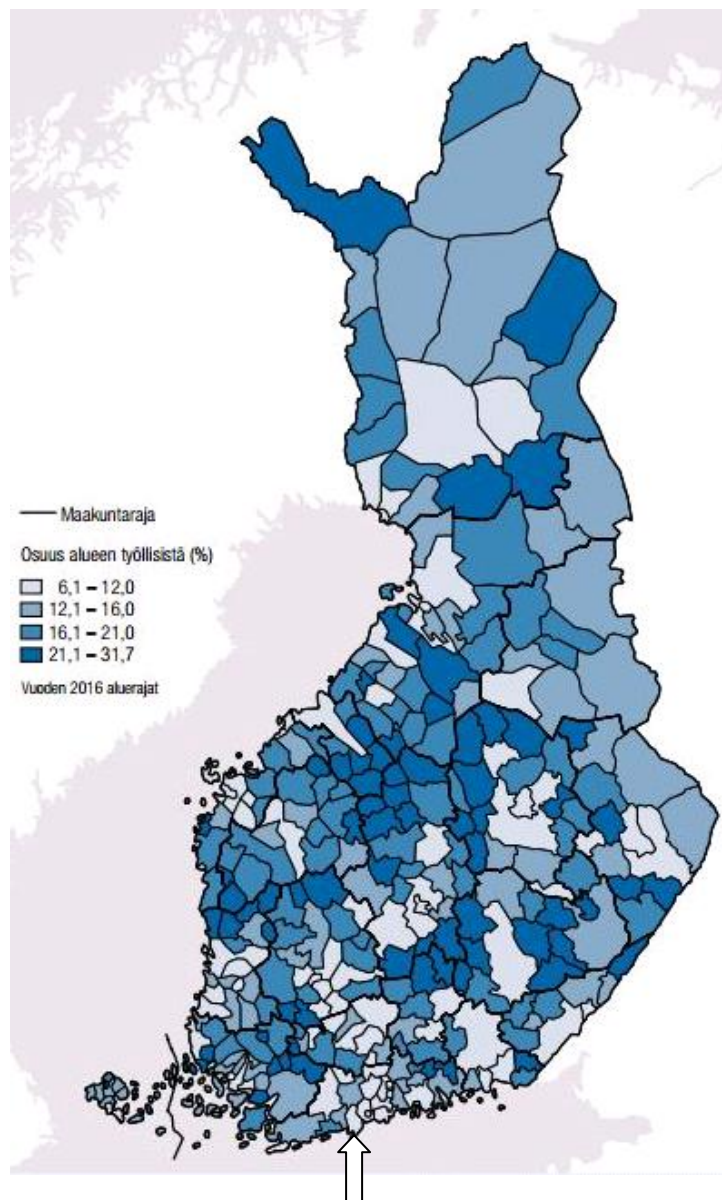 Maakuntaraja
Osuus alueen työllisistä (%)
6,1 – 12,0
12,1 – 16,0
16,1 – 21,0
21,1 – 31,7
Vuoden 2016 aluerajat